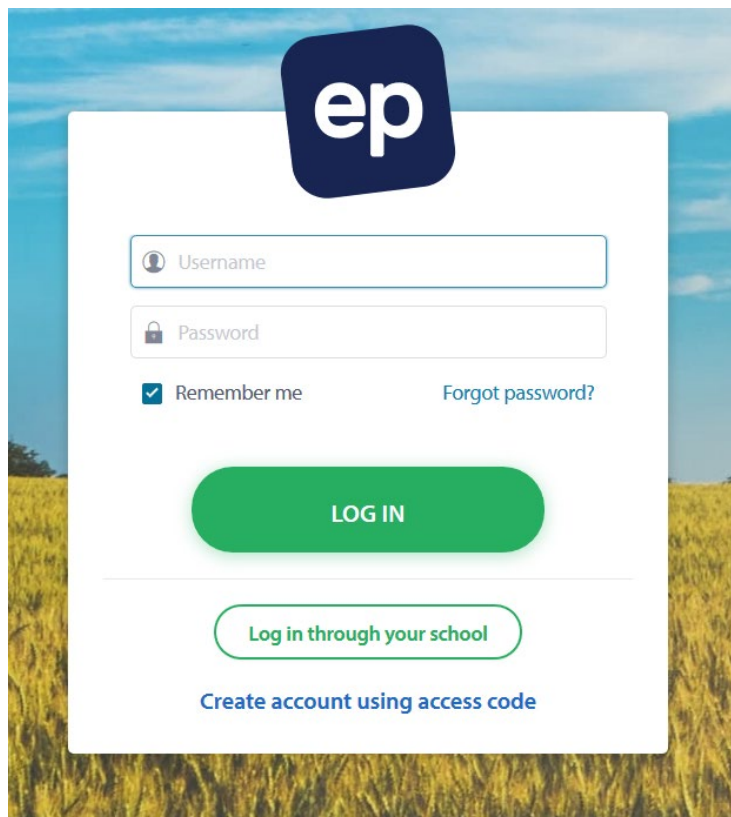 ep
Username
Password
Remember me
Forgot password?
LOG IN
Log in through your school
Create account using access code